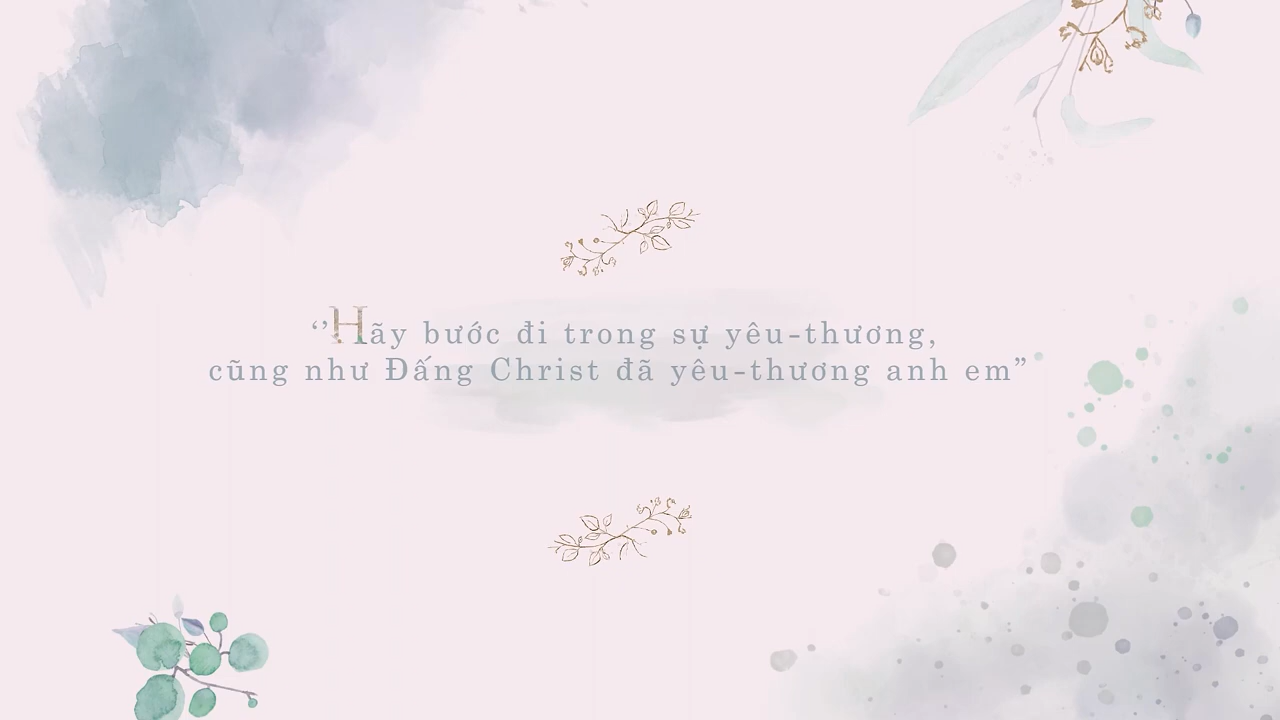 ‘’Hãy bước đi trong sự yêu-thương,
cũng như Đấng Christ đã yêu-thương anh em”